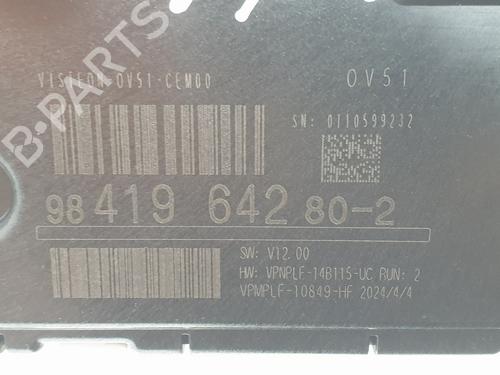 VISTEON-OV51-CEM00
OV51
SN: 0110599232
98 419 642 80-2
SW: V12.00
HW: VPNPLF-14B115-UC RUN: 2
VPMPLF-10849-HF 2024/4/4
B-PARTS